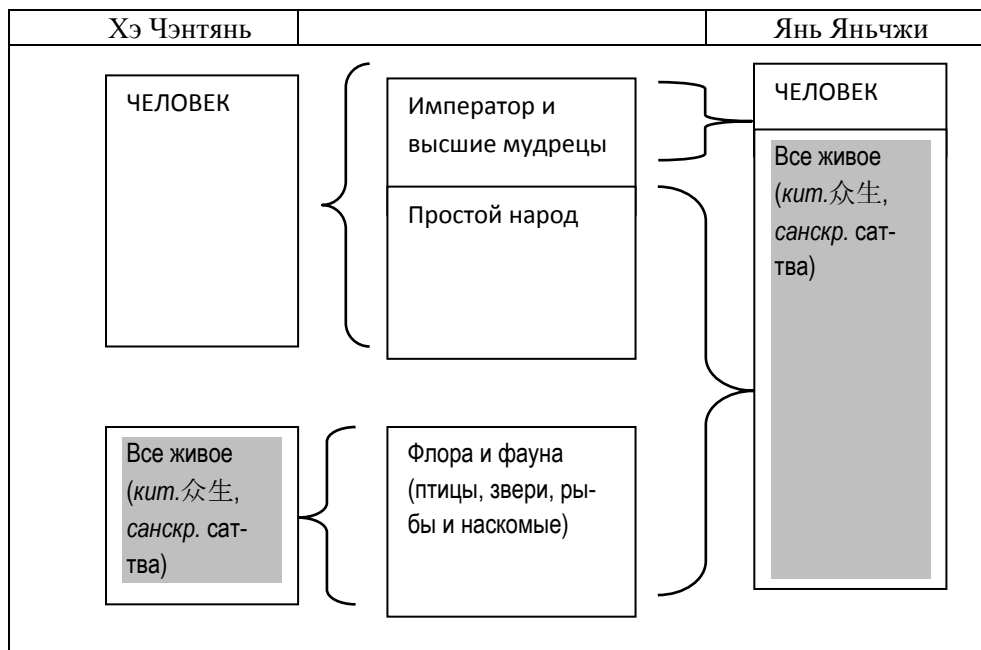 Хэ Чэнтянь
Янь Яньчжи
ЧЕЛОВЕК
Император и
высшие мудрецы
Простой народ
ЧЕЛОВЕК
Все живое
(кит.众生,
санскр. сат-
тва)
Все живое
(кит.众生,
санскр. сат-
тва)
Флора и фауна
(птицы, звери, ры-
бы и наскомые)